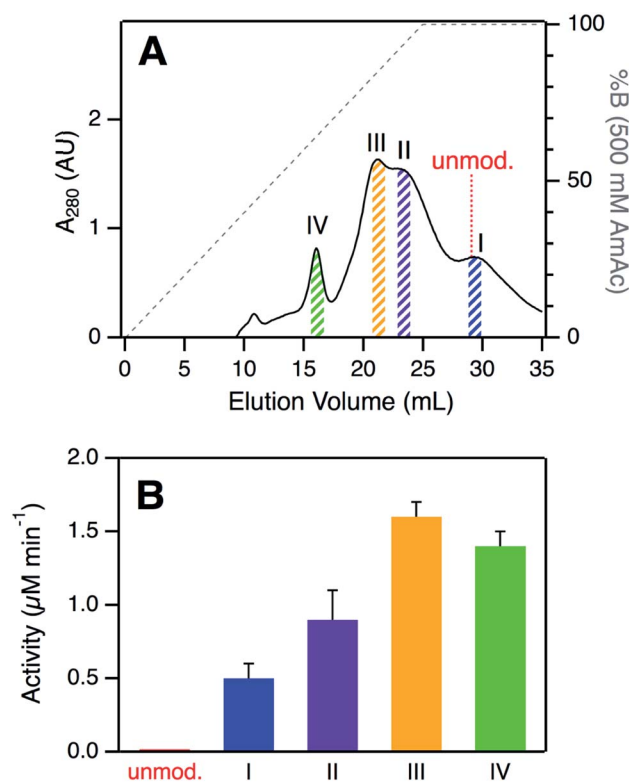 A
A280 (AU)
2
1
0
100
50
0
%B (500 mM AmAc)
IV
III
II
unmod.
I
0 5 10 15 20 25 30 35
Elution Volume (mL)
B
Activity (µM min-1)
2.0
1.5
1.0
0.5
0.0
unmod. I II III IV